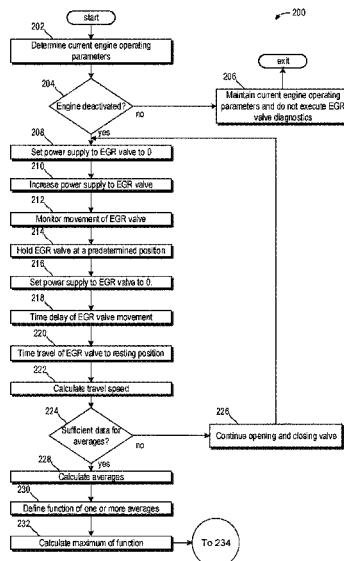 start
200
202
Determine current engine operating
parameters
exit
204
206
Engine deactivated?
no
Maintain current engine operating
parameters and do not execute EGR
valve diagnostics
yes
208
Set power supply to EGR valve to 0
210
Increase power supply to EGR valve
212
Monitor movement of EGR valve
214
Hold EGR valve at a predetermined position
216
Set power supply to EGR valve to 0.
218
Time delay of EGR valve movement
220
Time travel of EGR valve to resting position
222
Calculate travel speed
224
Sufficient data for
averages?
no
226
Continue opening and closing valve
yes
228
Calculate averages
230
Define function of one or more averages
232
Calculate maximum of function
To 234